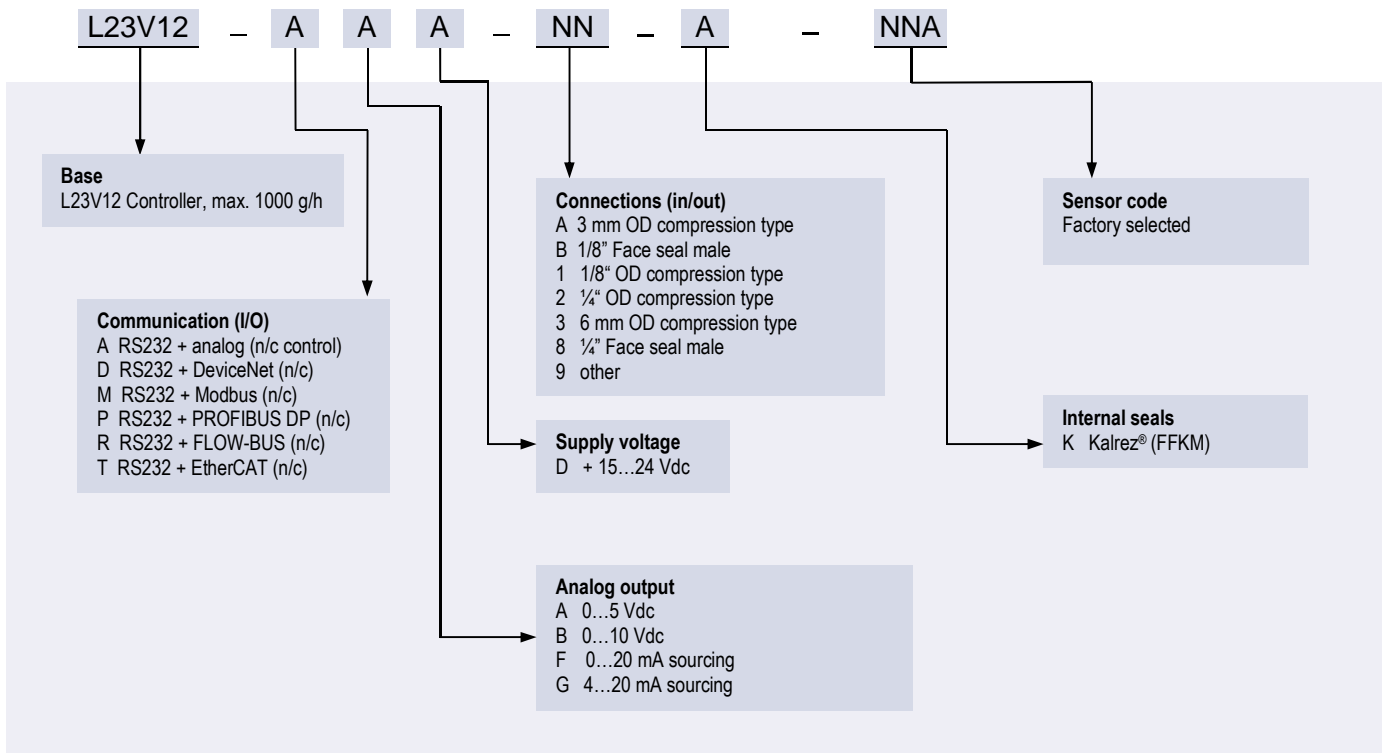 L23V12 – A A A – NN – A – NNA
Base
L23V12 Controller, max. 1000 g/h
Communication (I/O)
A RS232 + analog (n/c control)
D RS232 + DeviceNet (n/c)
M RS232 + Modbus (n/c)
P RS232 + PROFIBUS DP (n/c)
R RS232 + FLOW-BUS (n/c)
T RS232 + EtherCAT (n/c)
Connections (in/out)
A 3 mm OD compression type
B 1/8” Face seal male
1 1/8“ OD compression type
2 ¼“ OD compression type
3 6 mm OD compression type
8 ¼” Face seal male
9 other
Supply voltage
D + 15…24 Vdc
Analog output
A 0…5 Vdc
B 0…10 Vdc
F 0…20 mA sourcing
G 4…20 mA sourcing
Sensor code
Factory selected
Internal seals
K Kalrez® (FFKM)